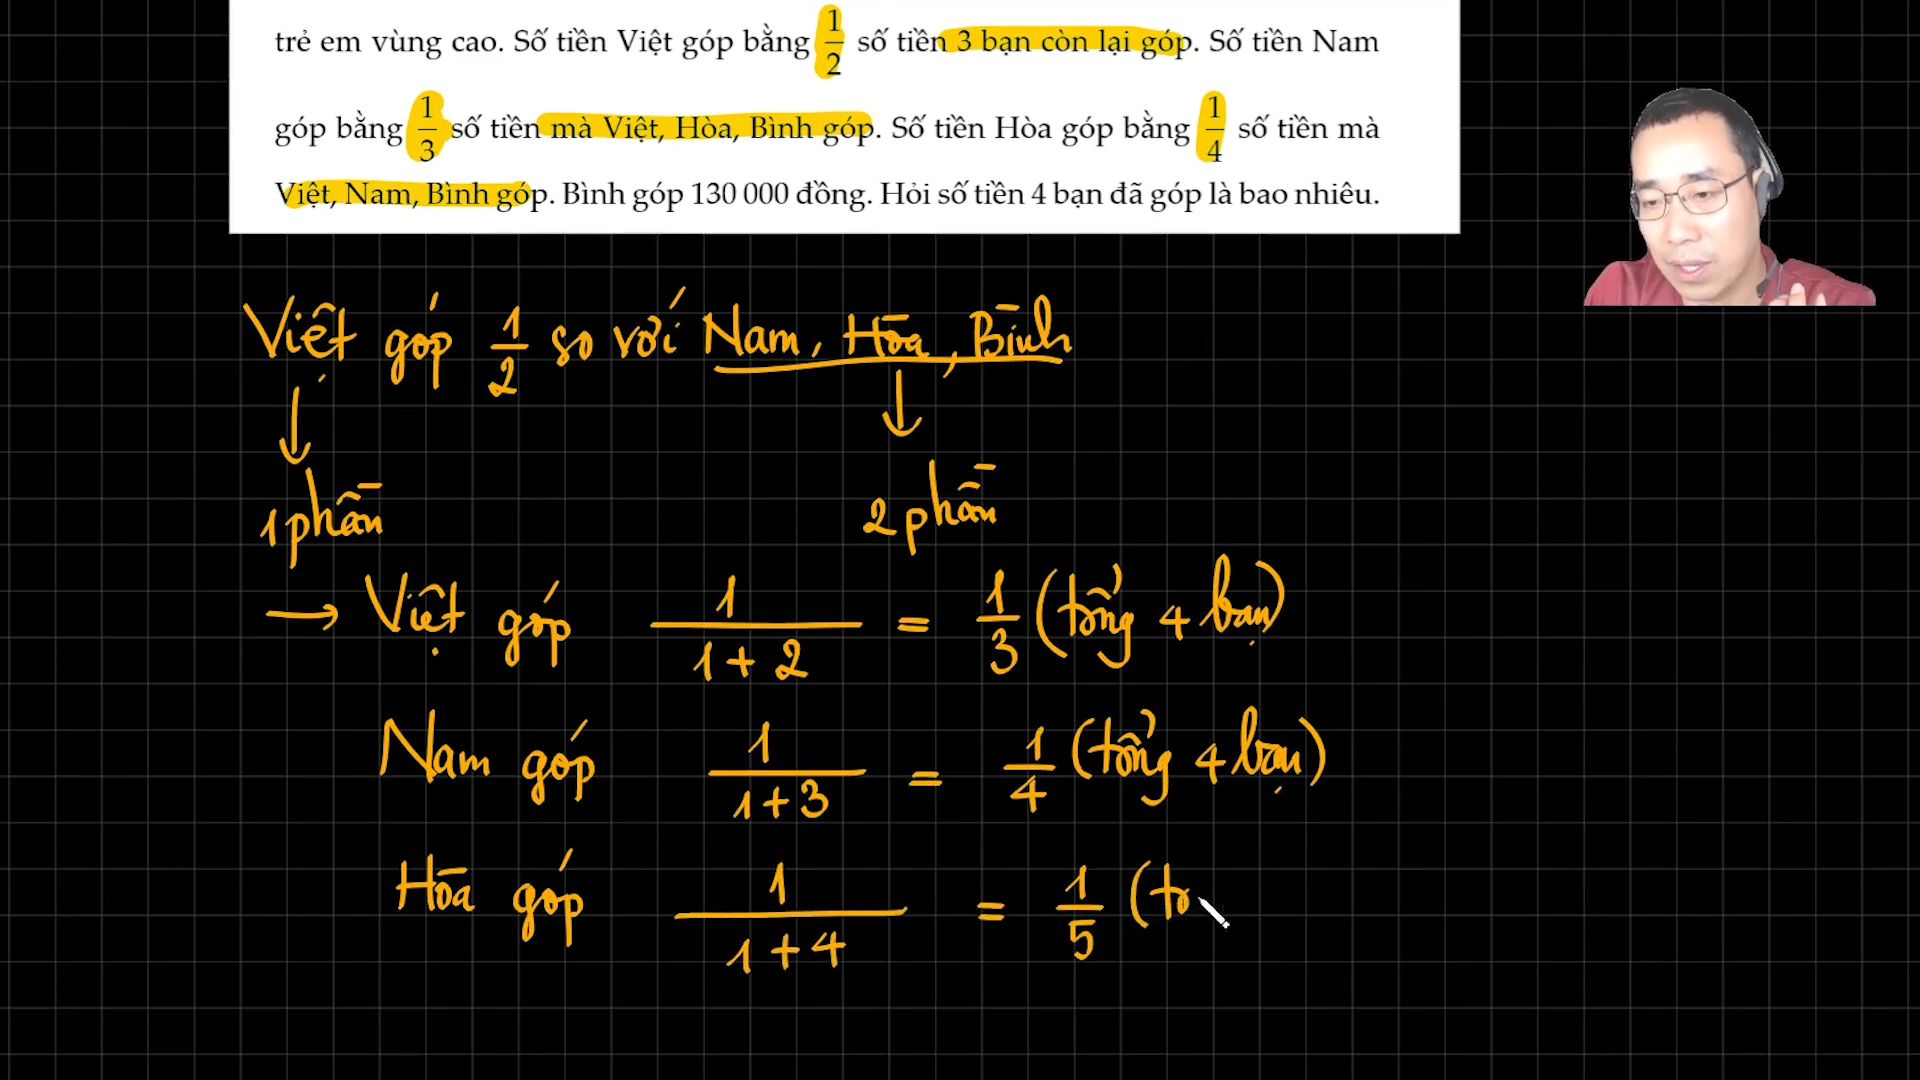 trẻ em vùng cao. Số tiền Việt góp bằng 1/2 số tiền 3 bạn còn lại góp. Số tiền Nam
góp bằng 1/3 số tiền mà Việt, Hòa, Bình góp. Số tiền Hòa góp bằng 1/4 số tiền mà
Việt, Nam, Bình góp. Bình góp 130 000 đồng. Hỏi số tiền 4 bạn đã góp là bao nhiêu.
Việt góp 1/2 so với Nam, Hòa, Bình
1 phần 2 phần
→ Việt góp 1/(1+2) = 1/3 (tổng 4 bạn)
Nam góp 1/(1+3) = 1/4 (tổng 4 bạn)
Hòa góp 1/(1+4) = 1/5 (tơ